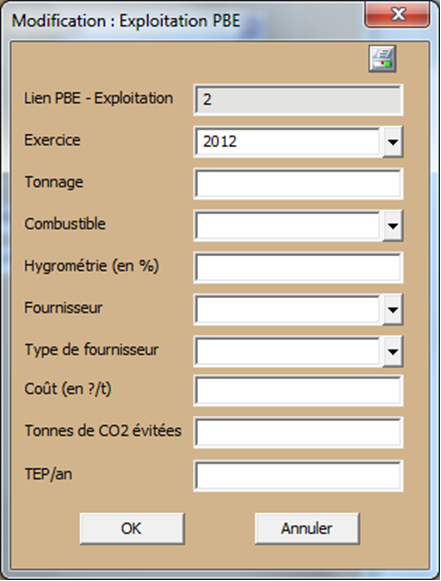 Modification : Exploitation PBE
Lien PBE - Exploitation 2
Exercice 2012
Tonnage
Combustible
Hygrométrie (en %)
Fournisseur
Type de fournisseur
Coût (en ?/t)
Tonnes de CO2 évitées
TEP/an
OK Annuler